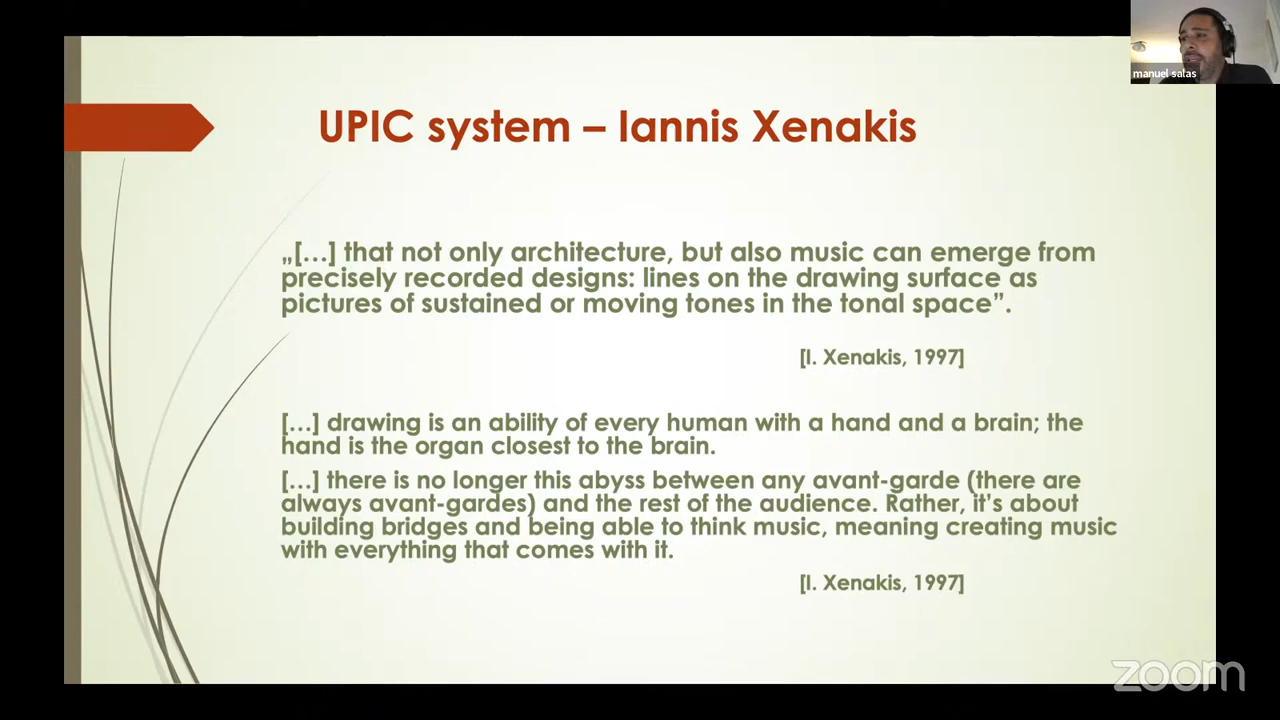 manuel salas
UPIC system – Iannis Xenakis
„[…] that not only architecture, but also music can emerge from
precisely recorded designs: lines on the drawing surface as
pictures of sustained or moving tones in the tonal space”.
[I. Xenakis, 1997]
[…] drawing is an ability of every human with a hand and a brain; the
hand is the organ closest to the brain.
[…] there is no longer this abyss between any avant-garde (there are
always avant-gardes) and the rest of the audience. Rather, it’s about
building bridges and being able to think music, meaning creating music
with everything that comes with it.
[I. Xenakis, 1997]
zoom